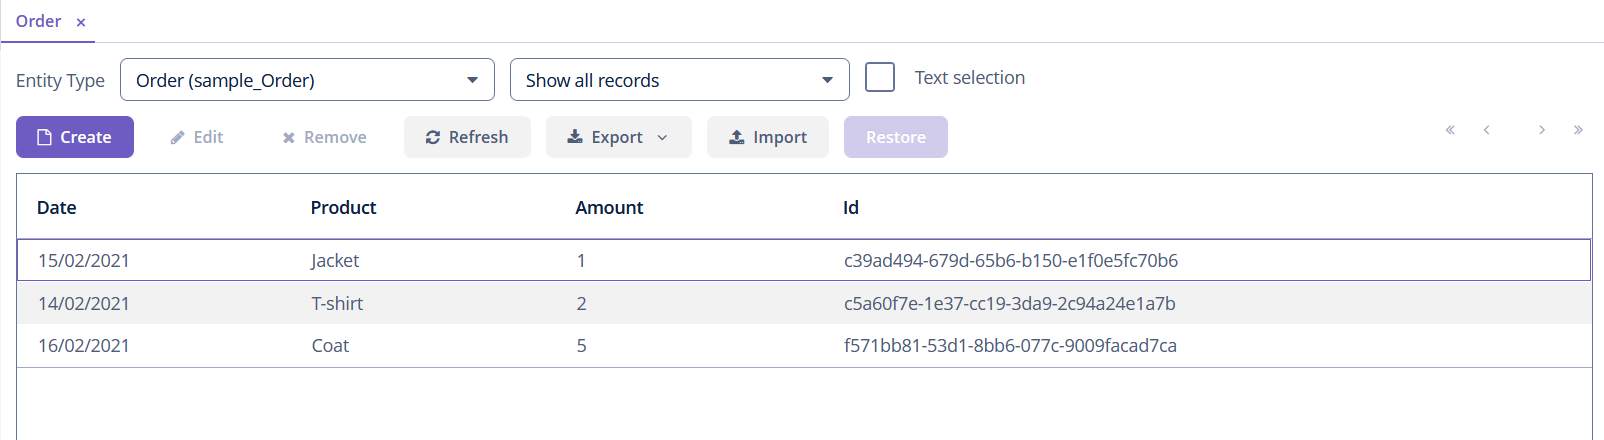 Order ×
Entity Type Order (sample_Order) Show all records Text selection
Create Edit Remove Refresh Export Import Restore
Date Product Amount Id
15/02/2021 Jacket 1 c39ad494-679d-65b6-b150-e1f0e5fc70b6
14/02/2021 T-shirt 2 c5a60f7e-1e37-cc19-3da9-2c94a24e1a7b
16/02/2021 Coat 5 f571bb81-53d1-8bb6-077c-9009facad7ca